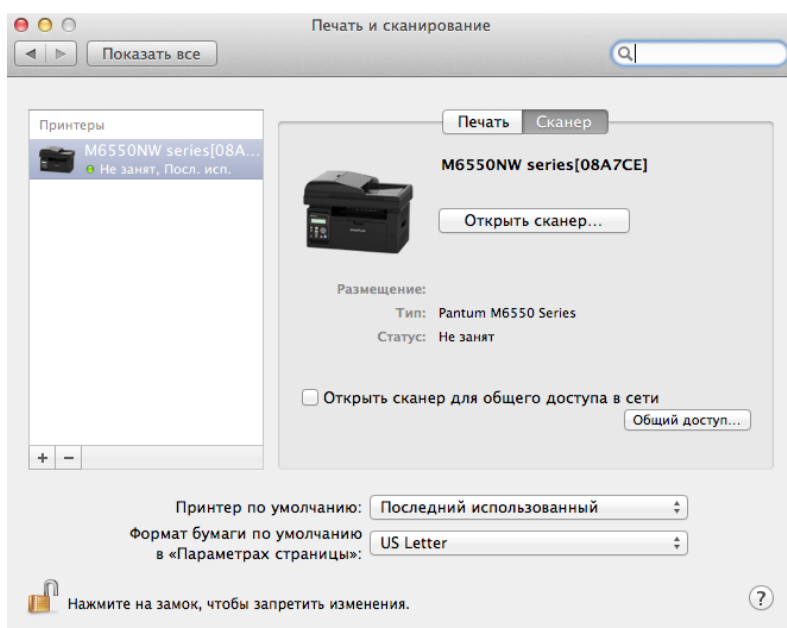 Печать и сканирование
Показать все
Принтеры
M6550NW series[08A...
Не занят, Посл. исп.
Печать Сканер
M6550NW series[08A7CE]
Открыть сканер...
Размещение:
Тип: Pantum M6550 Series
Статус: Не занят
Открыть сканер для общего доступа в сети
Общий доступ...
+ −
Принтер по умолчанию: Последний использованный
Формат бумаги по умолчанию
в «Параметрах страницы»: US Letter
Нажмите на замок, чтобы запретить изменения.
?